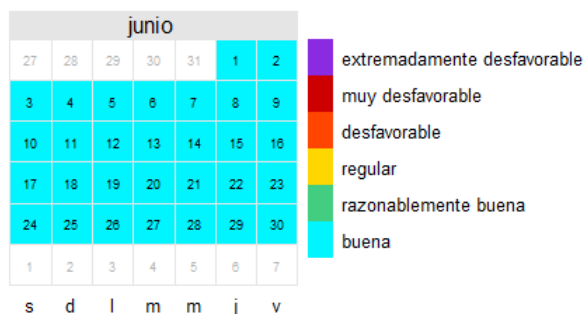 junio
27 28 29 30 31 1 2
3 4 5 6 7 8 9
10 11 12 13 14 15 16
17 18 19 20 21 22 23
24 25 26 27 28 29 30
1 2 3 4 5 6 7
s d l m m j v
extremadamente desfavorable
muy desfavorable
desfavorable
regular
razonablemente buena
buena